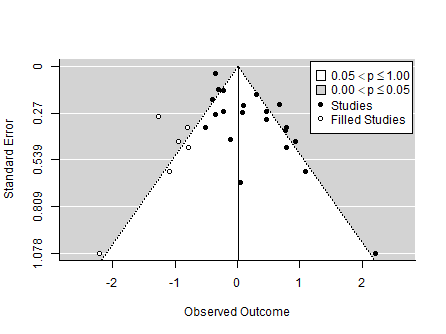 0.05 < p ≤ 1.00
0.00 < p ≤ 0.05
Studies
Filled Studies
Standard Error
0
0.27
0.539
0.809
1.078
-2
-1
0
1
2
Observed Outcome